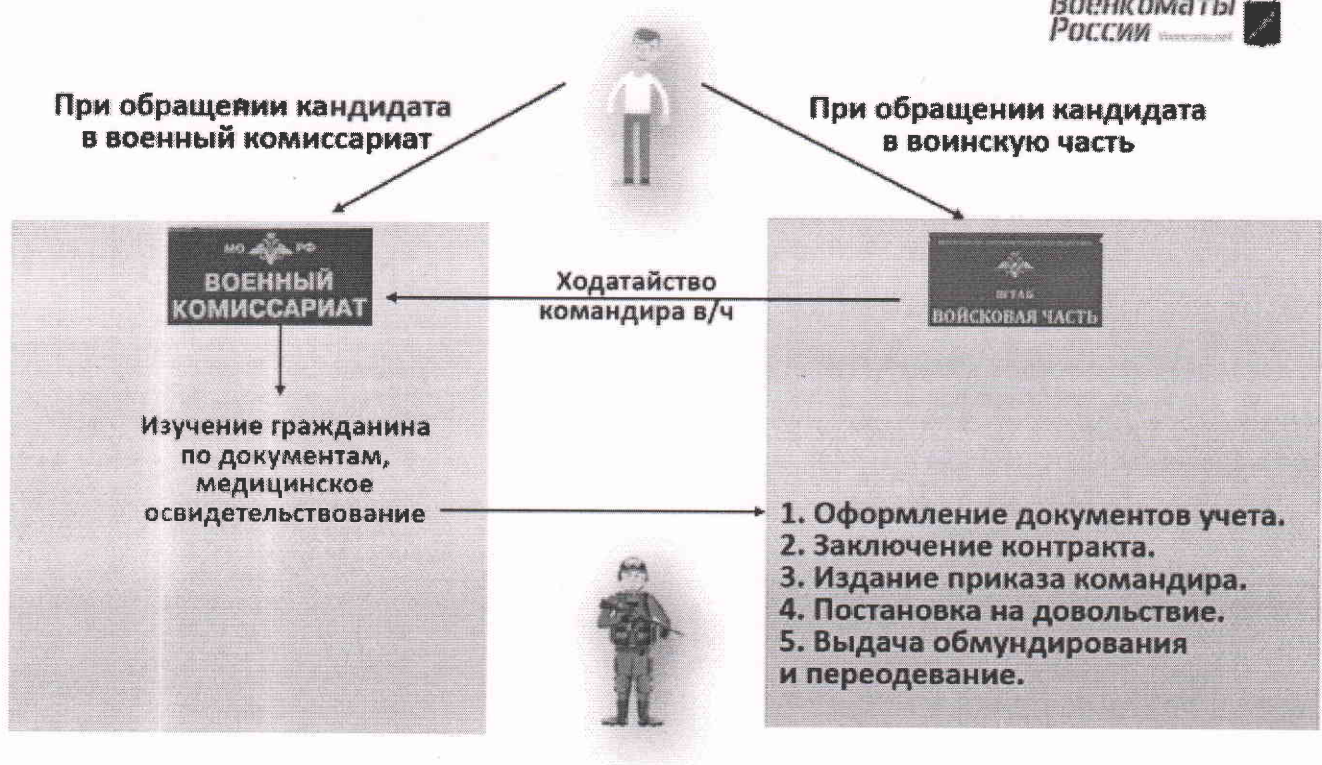 Военкоматы
России
При обращении кандидата
в военный комиссариат
При обращении кандидата
в воинскую часть
МО РФ
ВОЕННЫЙ
КОМИССАРИАТ
Ходатайство
командира в/ч
ШТАБ
ВОЙСКОВАЯ ЧАСТЬ
Изучение гражданина
по документам,
медицинское
освидетельствование
1. Оформление документов учета.
2. Заключение контракта.
3. Издание приказа командира.
4. Постановка на довольствие.
5. Выдача обмундирования
и переодевание.